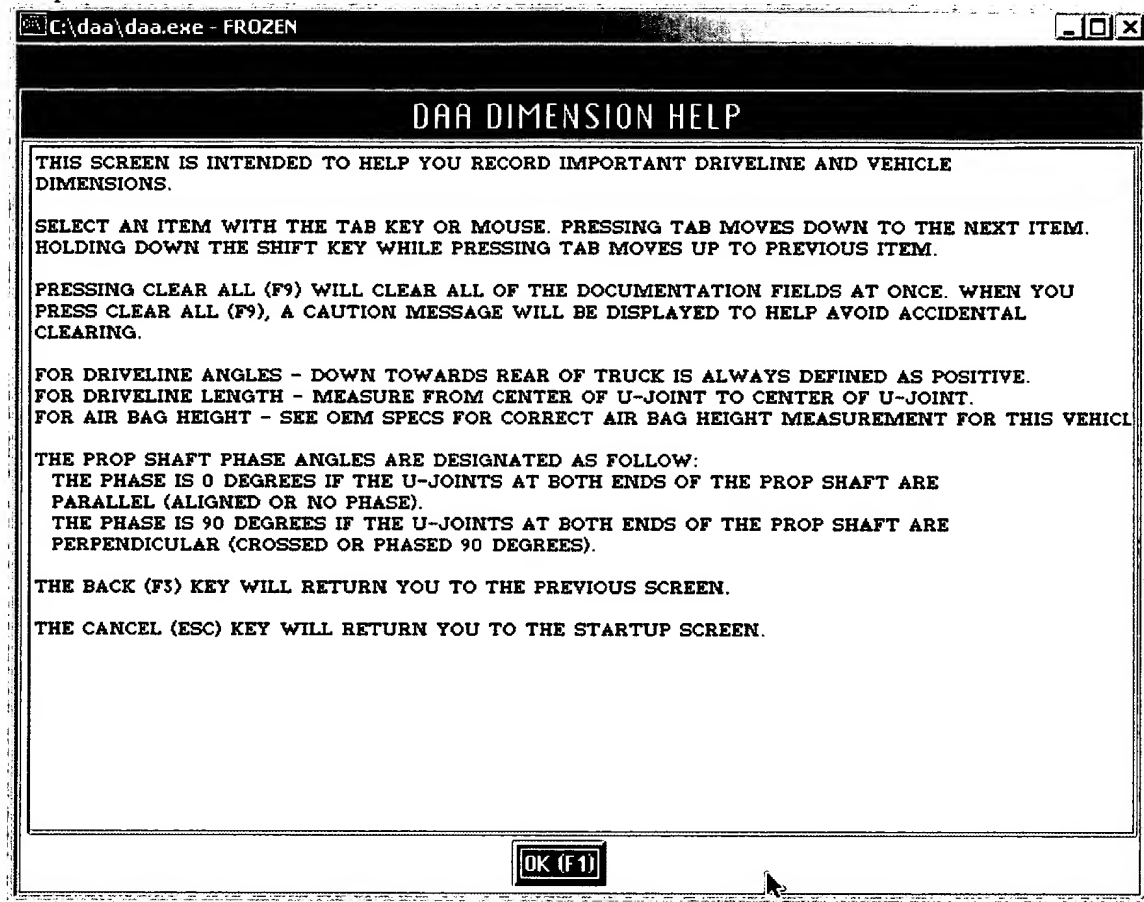 C:\daa\daa.exe - FROZEN
DAA DIMENSION HELP
THIS SCREEN IS INTENDED TO HELP YOU RECORD IMPORTANT DRIVELINE AND VEHICLE
DIMENSIONS.
SELECT AN ITEM WITH THE TAB KEY OR MOUSE. PRESSING TAB MOVES DOWN TO THE NEXT ITEM.
HOLDING DOWN THE SHIFT KEY WHILE PRESSING TAB MOVES UP TO PREVIOUS ITEM.
PRESSING CLEAR ALL (F9) WILL CLEAR ALL OF THE DOCUMENTATION FIELDS AT ONCE. WHEN YOU
PRESS CLEAR ALL (F9), A CAUTION MESSAGE WILL BE DISPLAYED TO HELP AVOID ACCIDENTAL
CLEARING.
FOR DRIVELINE ANGLES - DOWN TOWARDS REAR OF TRUCK IS ALWAYS DEFINED AS POSITIVE.
FOR DRIVELINE LENGTH - MEASURE FROM CENTER OF U-JOINT TO CENTER OF U-JOINT.
FOR AIR BAG HEIGHT - SEE OEM SPECS FOR CORRECT AIR BAG HEIGHT MEASUREMENT FOR THIS VEHICL
THE PROP SHAFT PHASE ANGLES ARE DESIGNATED AS FOLLOW:
THE PHASE IS 0 DEGREES IF THE U-JOINTS AT BOTH ENDS OF THE PROP SHAFT ARE
PARALLEL (ALIGNED OR NO PHASE).
THE PHASE IS 90 DEGREES IF THE U-JOINTS AT BOTH ENDS OF THE PROP SHAFT ARE
PERPENDICULAR (CROSSED OR PHASED 90 DEGREES).
THE BACK (F3) KEY WILL RETURN YOU TO THE PREVIOUS SCREEN.
THE CANCEL (ESC) KEY WILL RETURN YOU TO THE STARTUP SCREEN.
OK (F1)